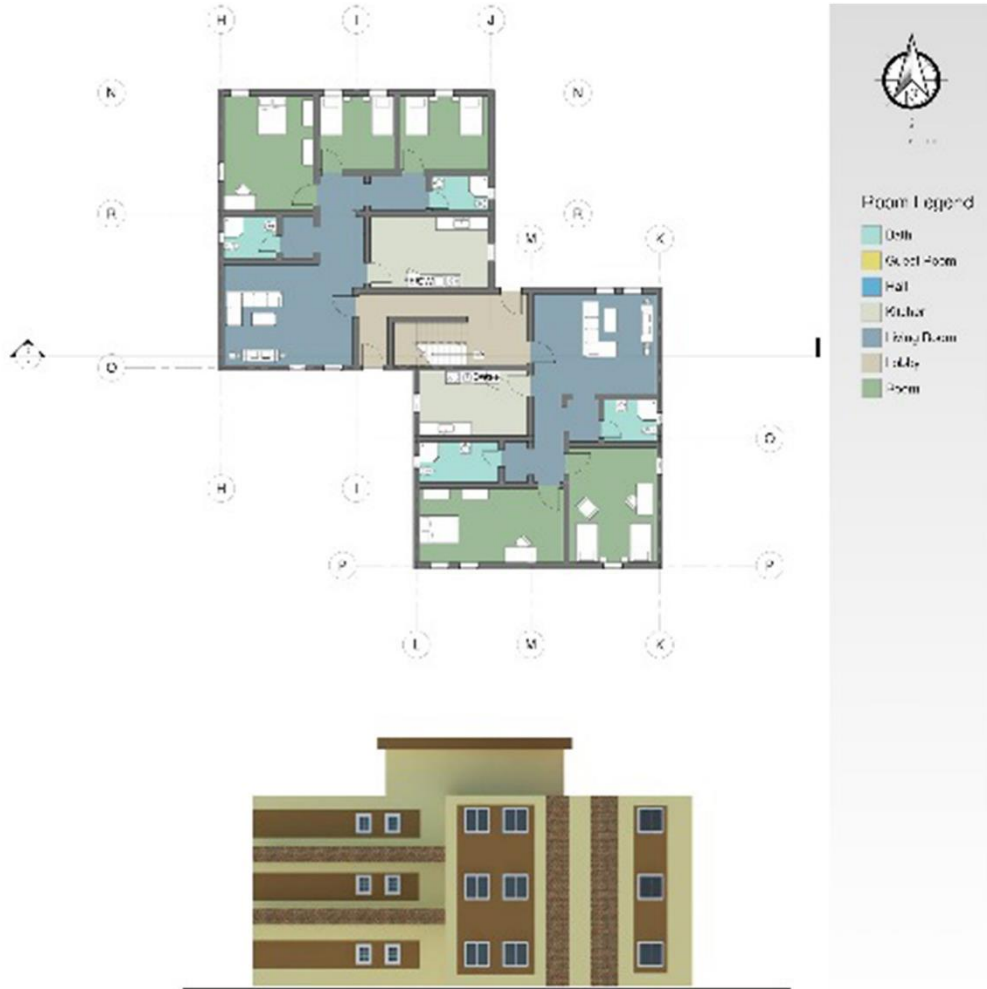 H I J
N N
M K
H I
P P
L M K
Room Legend
Bath
Guest Room
Hall
Kitchen
Living Room
Lobby
Room